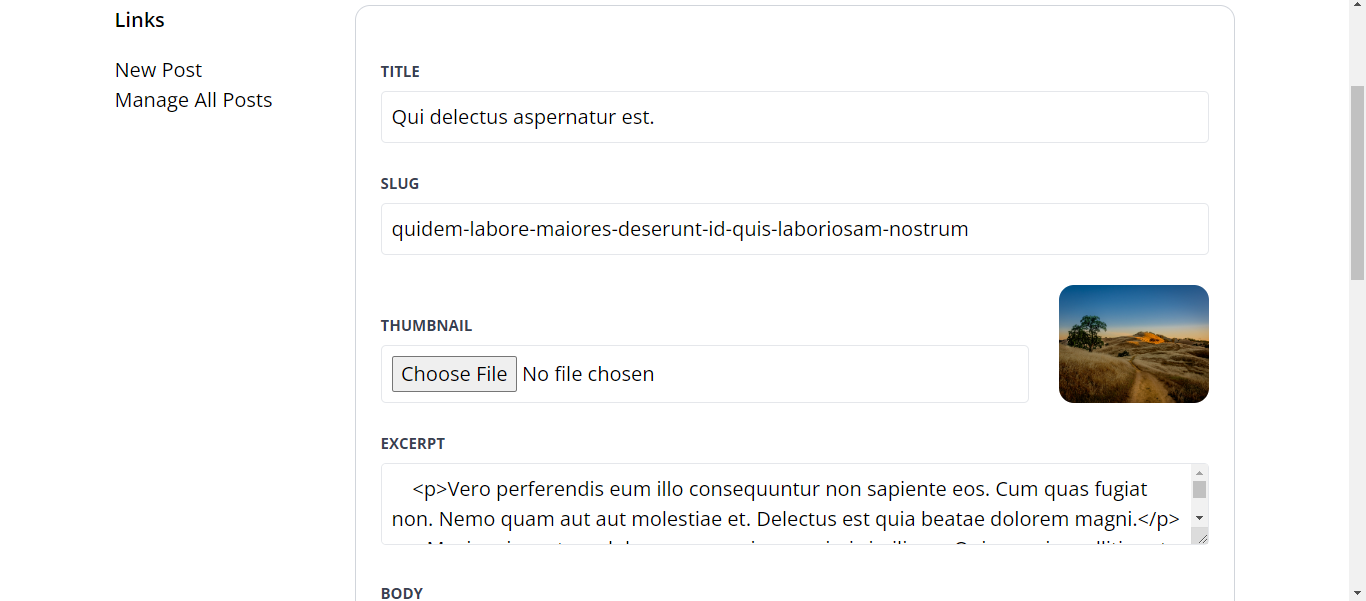 Links
New Post
Manage All Posts
TITLE
Qui delectus aspernatur est.
SLUG
quidem-labore-maiores-deserunt-id-quis-laboriosam-nostrum
THUMBNAIL
Choose File No file chosen
EXCERPT
<p>Vero perferendis eum illo consequuntur non sapiente eos. Cum quas fugiat
non. Nemo quam aut aut molestiae et. Delectus est quia beatae dolorem magni.</p>
BODY